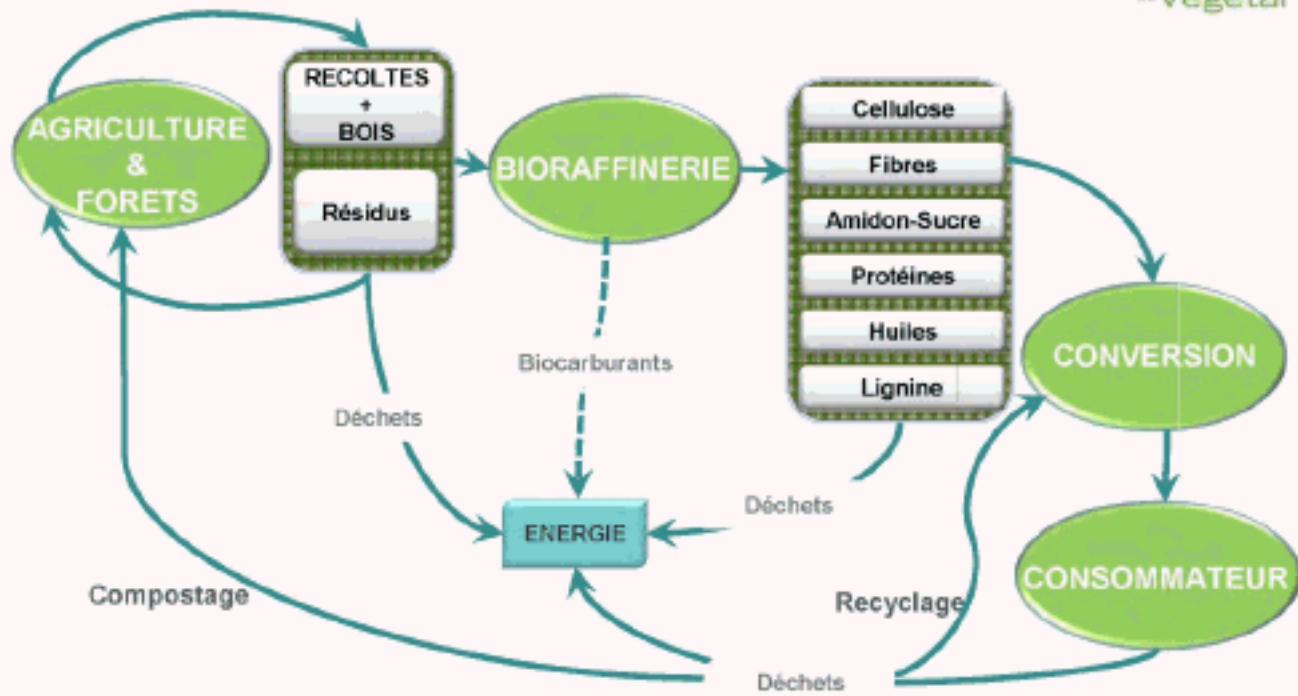 végétal
RECOLTES
+
BOIS
Résidus
AGRICULTURE
&
FORETS
BIORAFFINERIE
Cellulose
Fibres
Amidon-Sucre
Protéines
Huiles
Lignine
CONVERSION
Biocarburants
Déchets
Déchets
ENERGIE
CONSOMMATEUR
Compostage
Recyclage
Déchets